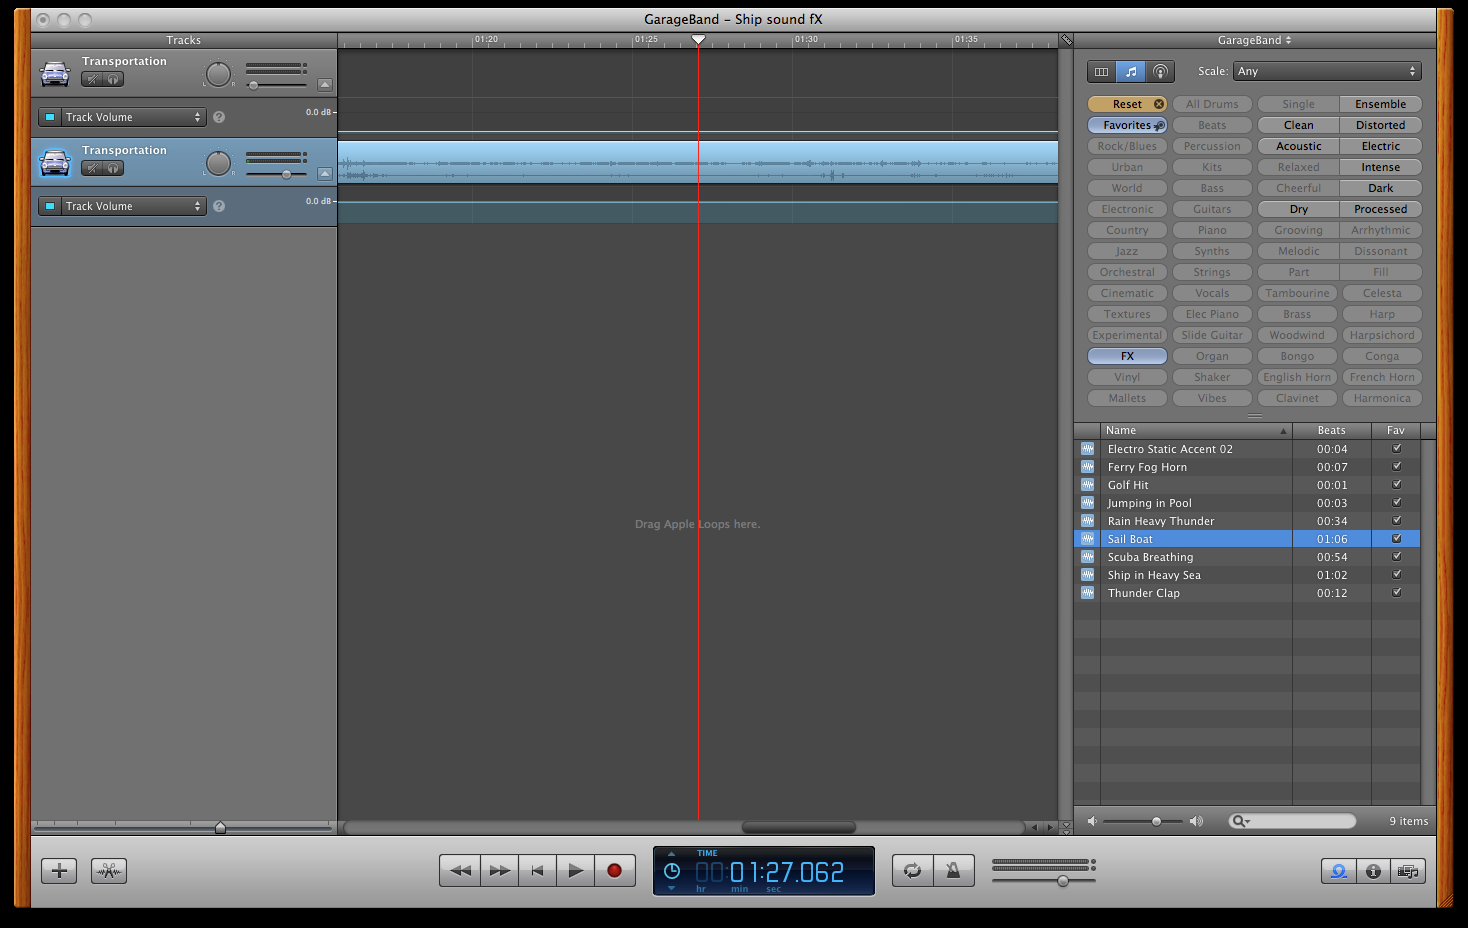 GarageBand – Ship sound fX
Tracks
01:20 01:25 01:30 01:35
GarageBand
Transportation
L R
Track Volume ? 0.0 dB
Transportation
L R
Track Volume ? 0.0 dB
Drag Apple Loops here.
Scale: Any
Reset All Drums Single Ensemble
Favorites Beats Clean Distorted
Rock/Blues Percussion Acoustic Electric
Urban Kits Relaxed Intense
World Bass Cheerful Dark
Electronic Guitars Dry Processed
Country Piano Grooving Arrhythmic
Jazz Synths Melodic Dissonant
Orchestral Strings Part Fill
Cinematic Vocals Tambourine Celesta
Textures Elec Piano Brass Harp
Experimental Slide Guitar Woodwind Harpsichord
FX Organ Bongo Conga
Vinyl Shaker English Horn French Horn
Mallets Vibes Clavinet Harmonica
Name Beats Fav
Electro Static Accent 02 00:04
Ferry Fog Horn 00:07
Golf Hit 00:01
Jumping in Pool 00:03
Rain Heavy Thunder 00:34
Sail Boat 01:06
Scuba Breathing 00:54
Ship in Heavy Sea 01:02
Thunder Clap 00:12
9 items
TIME
00:01:27.062
hr min sec